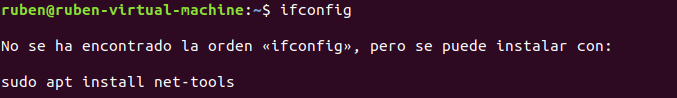 ruben@ruben-virtual-machine:~$ ifconfig
No se ha encontrado la orden «ifconfig», pero se puede instalar con:
sudo apt install net-tools